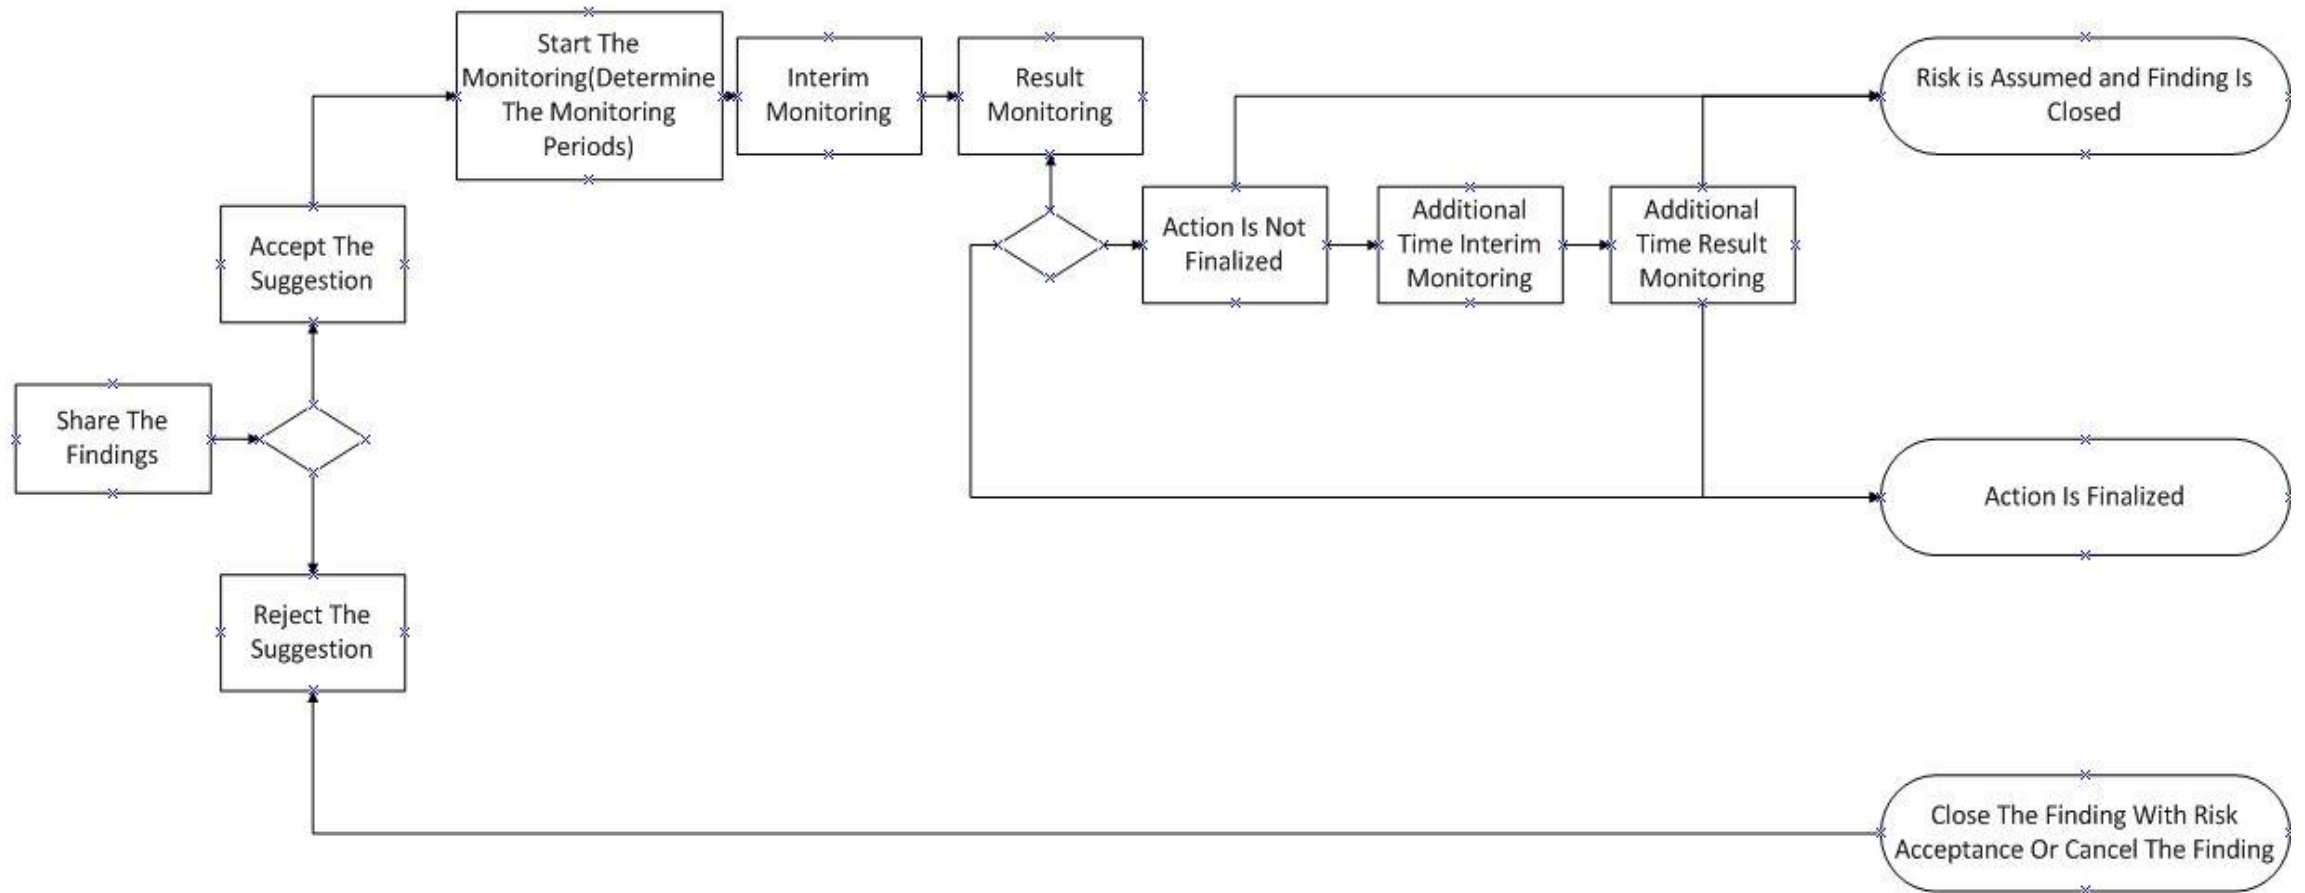 Start The
Monitoring(Determine
The Monitoring
Periods)
Interim
Monitoring
Result
Monitoring
Risk is Assumed and Finding Is
Closed
Accept The
Suggestion
Action Is Not
Finalized
Additional
Time Interim
Monitoring
Additional
Time Result
Monitoring
Share The
Findings
Action Is Finalized
Reject The
Suggestion
Close The Finding With Risk
Acceptance Or Cancel The Finding